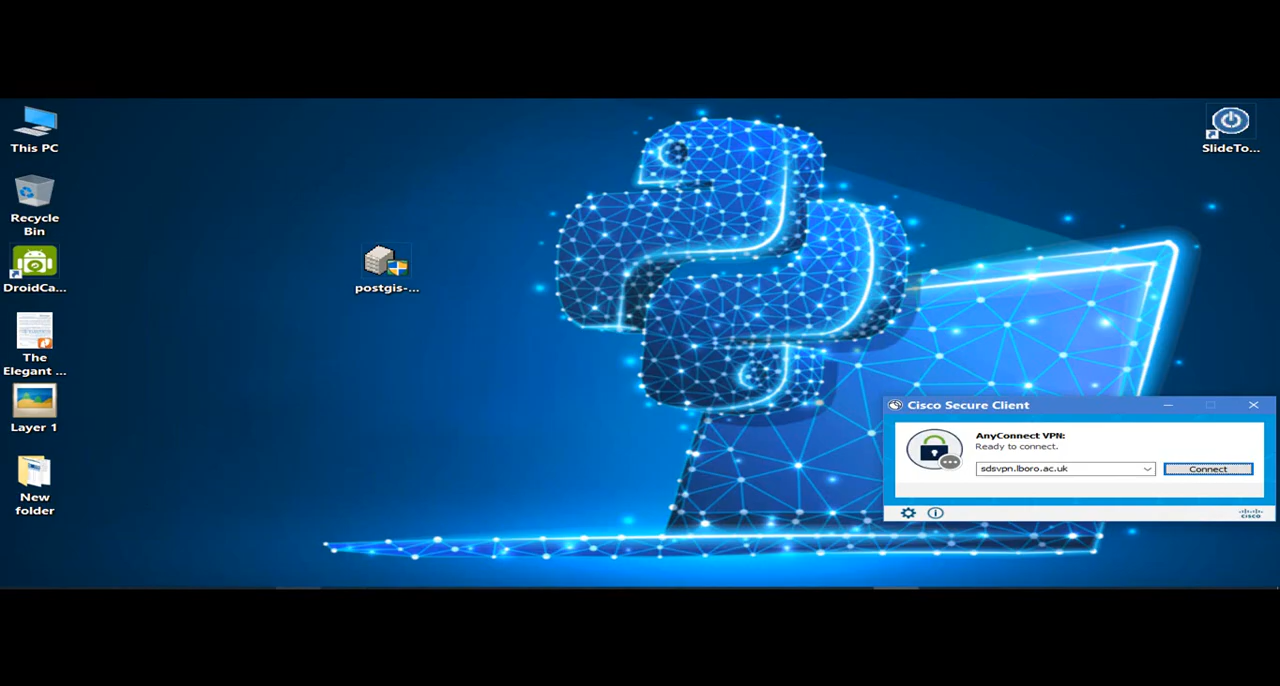 This PC
Recycle
Bin
DroidCa...
The
Elegant ...
Layer 1
New
folder
postgis-...
SlideTo...
Cisco Secure Client
AnyConnect VPN:
Ready to connect.
sdsvpn.lboro.ac.uk
Connect
CISCO